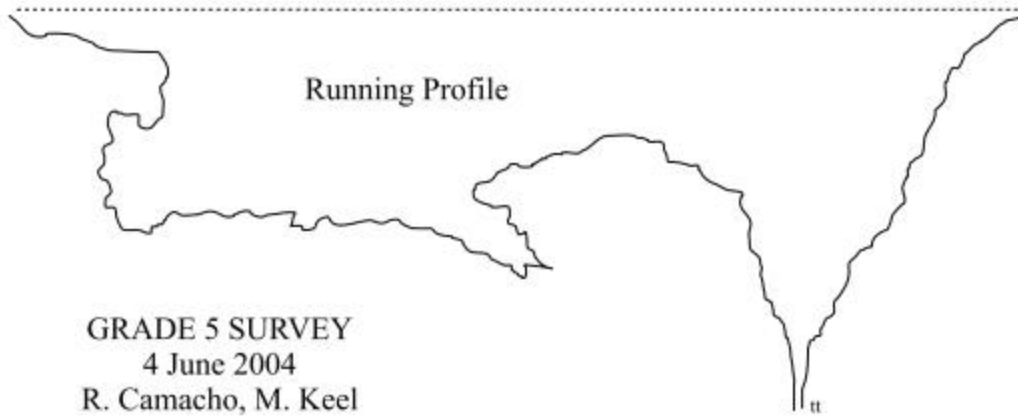 Running Profile
GRADE 5 SURVEY
4 June 2004
R. Camacho, M. Keel
tt